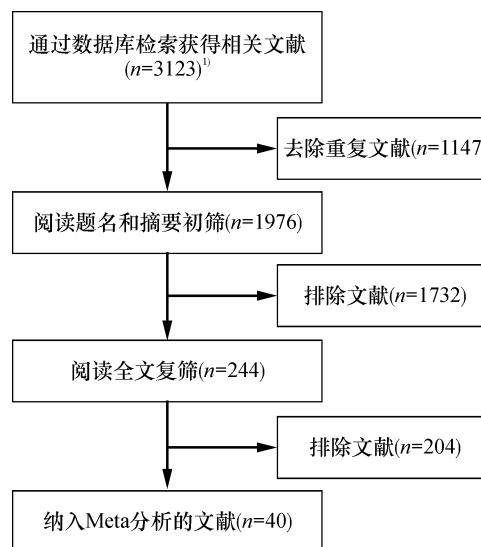 通过数据库检索获得相关文献
(n=3123)¹⁾
去除重复文献(n=1147
阅读题名和摘要初筛(n=1976)
排除文献(n=1732)
阅读全文复筛(n=244)
排除文献(n=204)
纳入Meta分析的文献(n=40)